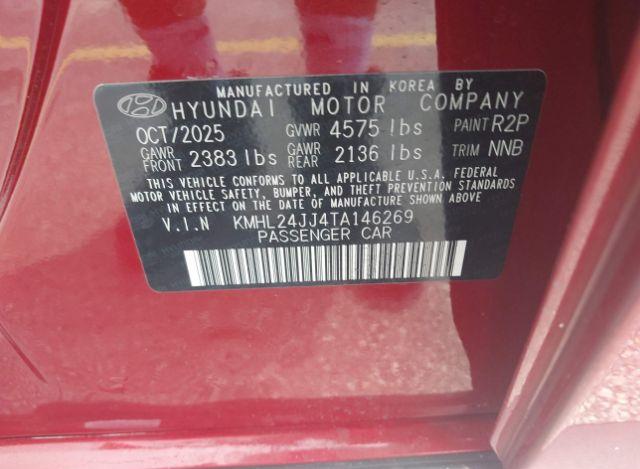 MANUFACTURED IN KOREA BY
HYUNDAI MOTOR COMPANY
OCT/2025 GVWR 4575 lbs PAINT R2P
GAWR FRONT 2383 lbs GAWR REAR 2136 lbs TRIM NNB
THIS VEHICLE CONFORMS TO ALL APPLICABLE U.S.A. FEDERAL
MOTOR VEHICLE SAFETY, BUMPER, AND THEFT PREVENTION STANDARDS
IN EFFECT ON THE DATE OF MANUFACTURE SHOWN ABOVE.
V.I.N KMHL24JJ4TA146269
PASSENGER CAR